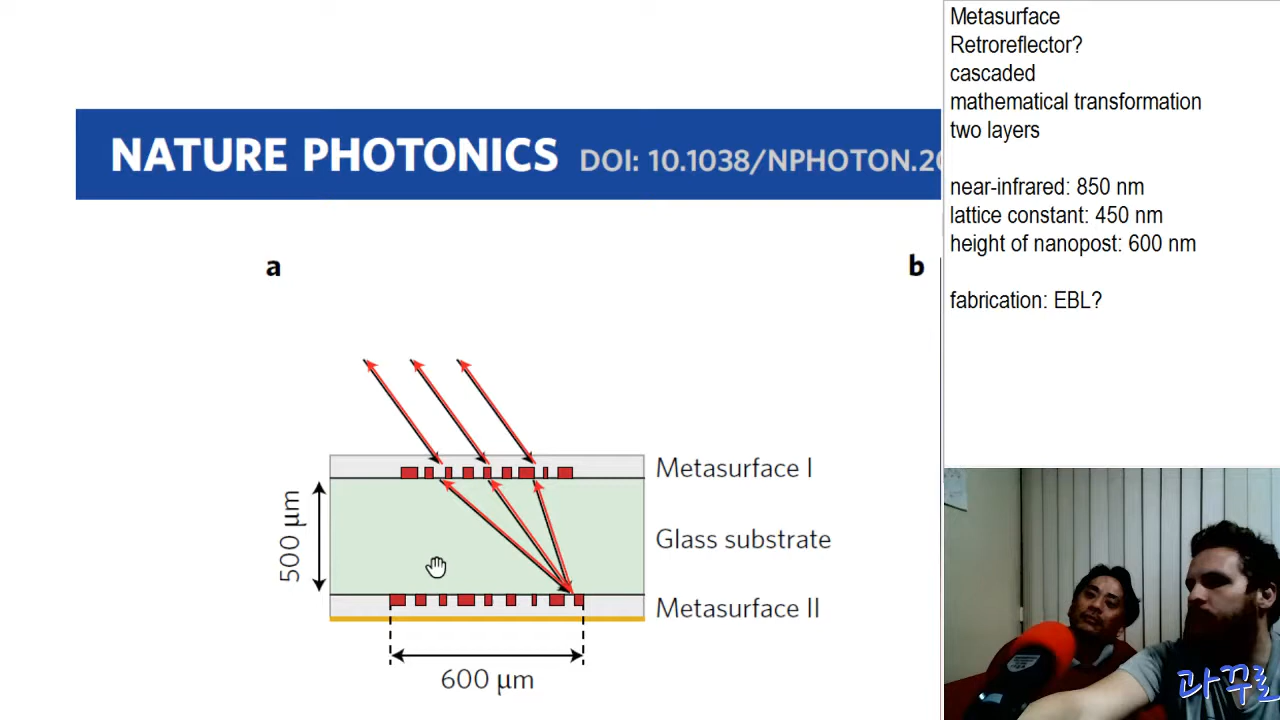 NATURE PHOTONICS DOI: 10.1038/NPHOTON.20
a
b
Metasurface I
500 μm
Glass substrate
Metasurface II
600 μm
Metasurface
Retroreflector?
cascaded
mathematical transformation
two layers
near-infrared: 850 nm
lattice constant: 450 nm
height of nanopost: 600 nm
fabrication: EBL?
과꾸로